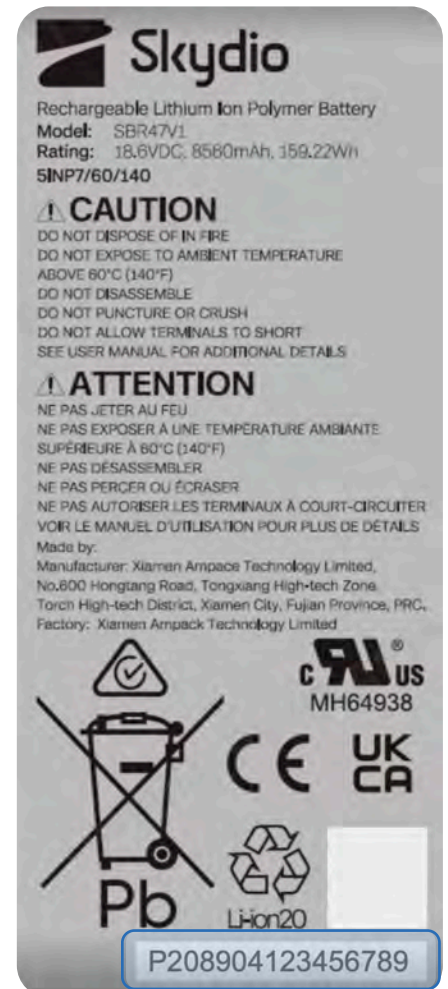 Skydio
Rechargeable Lithium Ion Polymer Battery
Model: SBR47V1
Rating: 18.6VDC, 8580mAh, 159.22Wh
5INP7/60/140
⚠ CAUTION
DO NOT DISPOSE OF IN FIRE
DO NOT EXPOSE TO AMBIENT TEMPERATURE
ABOVE 60°C (140°F)
DO NOT DISASSEMBLE
DO NOT PUNCTURE OR CRUSH
DO NOT ALLOW TERMINALS TO SHORT
SEE USER MANUAL FOR ADDITIONAL DETAILS
⚠ ATTENTION
NE PAS JETER AU FEU
NE PAS EXPOSER À UNE TEMPÉRATURE AMBIANTE
SUPÉRIEURE À 60°C (140°F)
NE PAS DÉSASSEMBLER
NE PAS PERCER OU ÉCRASER
NE PAS AUTORISER LES TERMINAUX À COURT-CIRCUITER
VOIR LE MANUEL D'UTILISATION POUR PLUS DE DÉTAILS
Made by:
Manufacturer: Xiamen Ampace Technology Limited,
No.600 Hongtang Road, Tongxiang High-tech Zone
Torch High-tech District, Xiamen City, Fujian Province, PRC.
Factory: Xiamen Ampack Technology Limited
c RU US ®
MH64938
CE
UK
CA
Pb
Li-ion20
P208904123456789